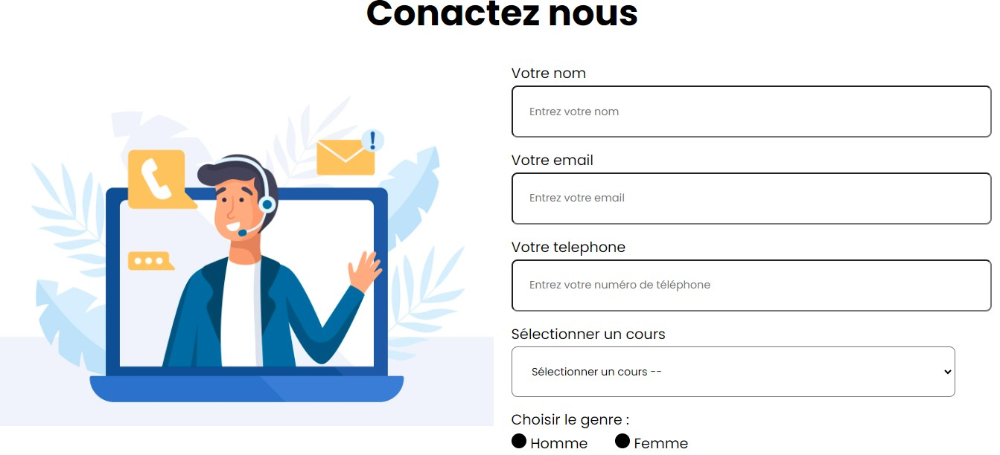 Conactez nous
Votre nom
Entrez votre nom
Votre email
Entrez votre email
Votre telephone
Entrez votre numéro de téléphone
Sélectionner un cours
Sélectionner un cours --
Choisir le genre :
Homme Femme